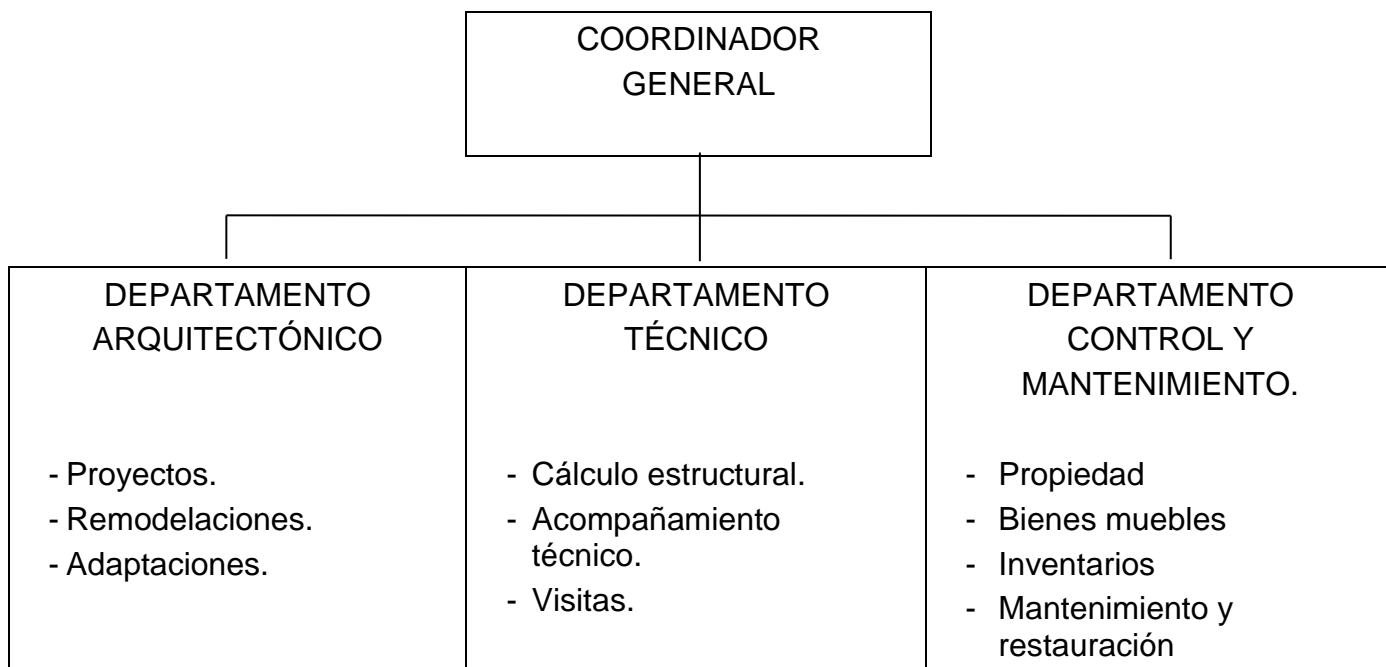 COORDINADOR
GENERAL
DEPARTAMENTO
ARQUITECTÓNICO
- Proyectos.
- Remodelaciones.
- Adaptaciones.
DEPARTAMENTO
TÉCNICO
- Cálculo estructural.
- Acompañamiento
técnico.
- Visitas.
DEPARTAMENTO
CONTROL Y
MANTENIMIENTO.
- Propiedad
- Bienes muebles
- Inventarios
- Mantenimiento y
restauración